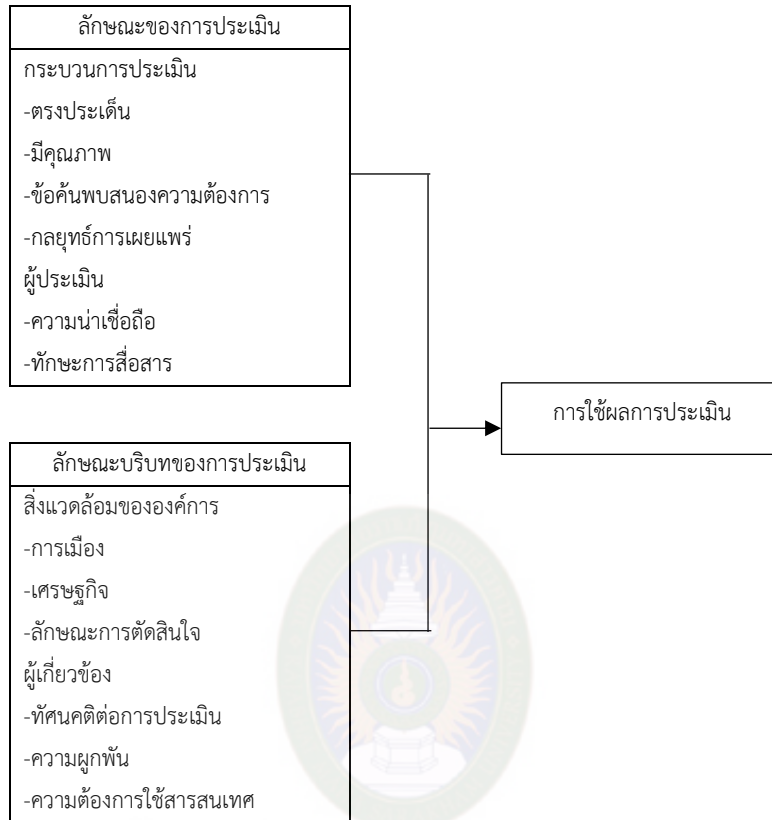 ลักษณะของการประเมิน
กระบวนการประเมิน
-ตรงประเด็น
-มีคุณภาพ
-ข้อค้นพบสนองความต้องการ
-กลยุทธ์การเผยแพร่
ผู้ประเมิน
-ความน่าเชื่อถือ
-ทักษะการสื่อสาร
การใช้ผลการประเมิน
ลักษณะบริบทของการประเมิน
สิ่งแวดล้อมขององค์การ
-การเมือง
-เศรษฐกิจ
-ลักษณะการตัดสินใจ
ผู้เกี่ยวข้อง
-ทัศนคติต่อการประเมิน
-ความผูกพัน
-ความต้องการใช้สารสนเทศ